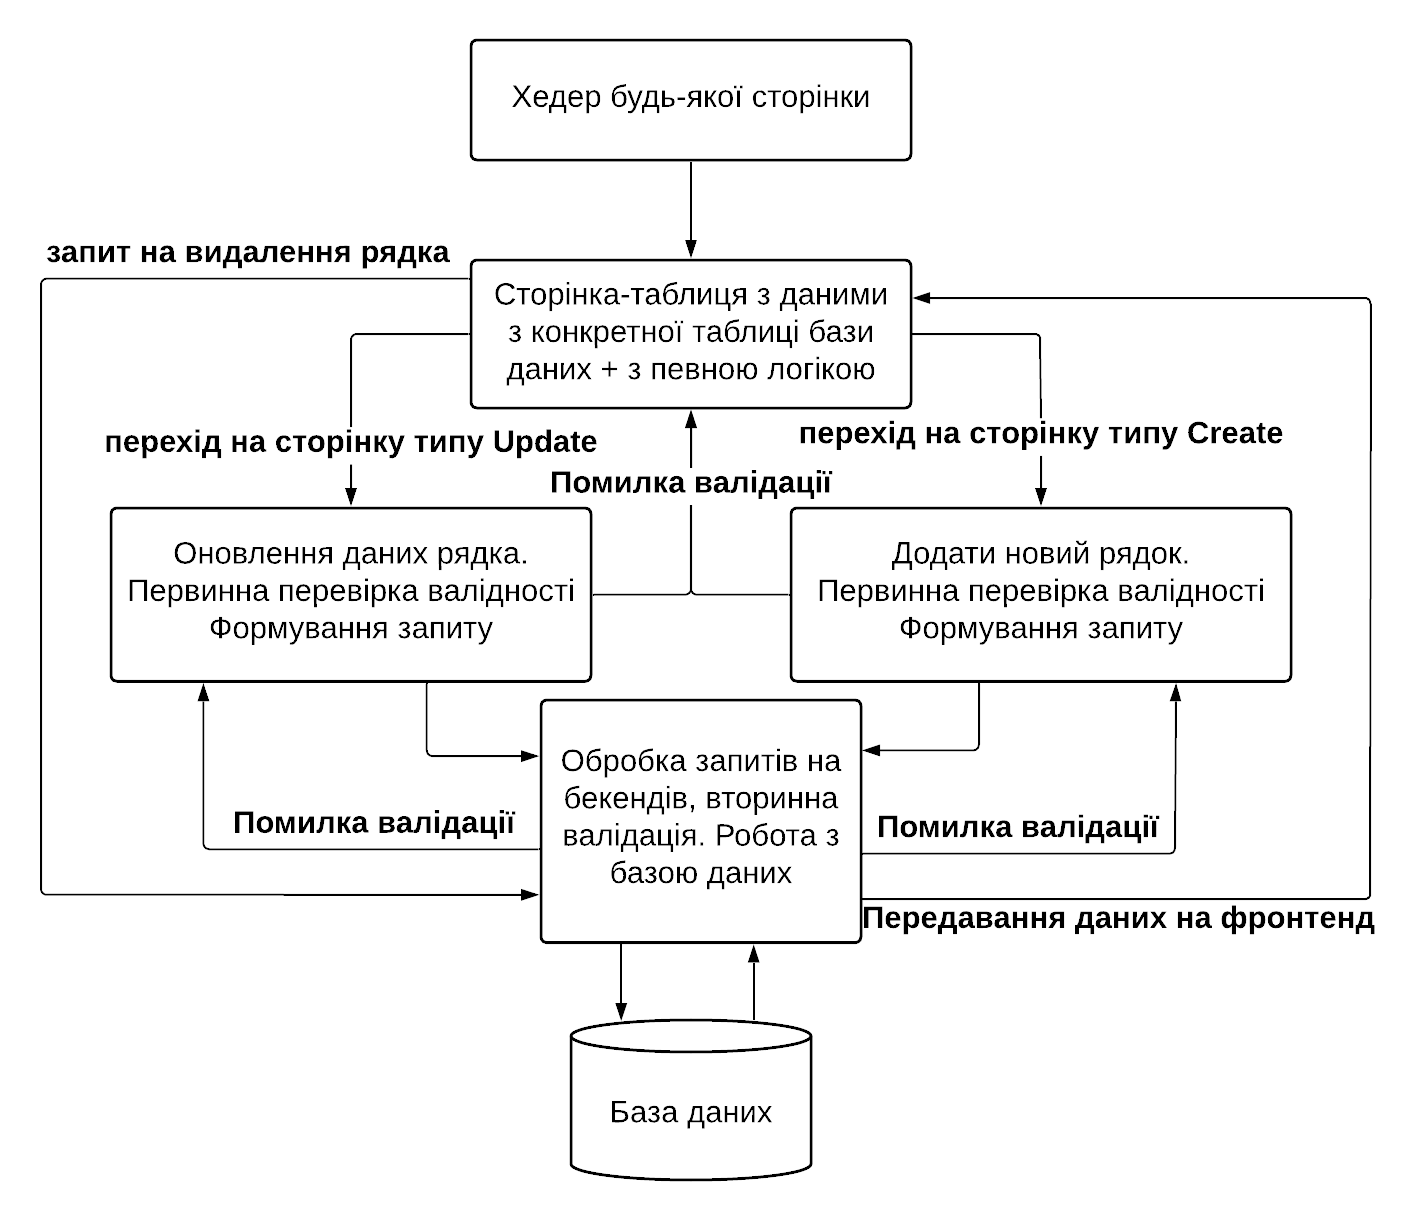 Хедер будь-якої сторінки
запит на видалення рядка
Сторінка-таблиця з даними
з конкретної таблиці бази
даних + з певною логікою
перехід на сторінку типу Update
перехід на сторінку типу Create
Помилка валідації
Оновлення даних рядка.
Первинна перевірка валідності
Формування запиту
Додати новий рядок.
Первинна перевірка валідності
Формування запиту
Обробка запитів на
бекендів, вторинна
валідація. Робота з
базою даних
Помилка валідації
Помилка валідації
Передавання даних на фронтенд
База даних